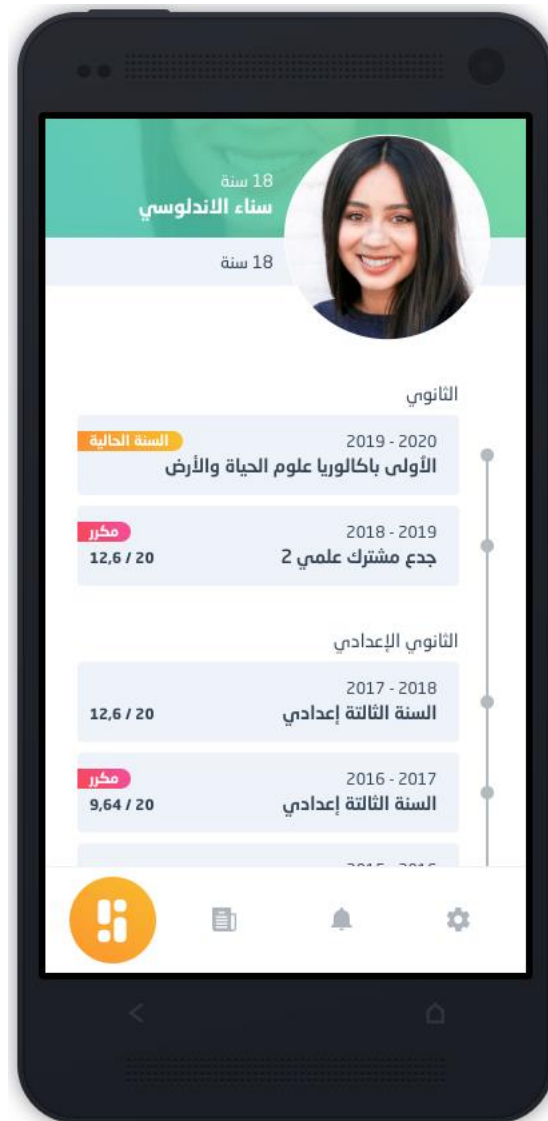 18 سنة
سناء الاندلوسي
18 سنة
الثانوي
2019 - 2020
السنة الحالية
الأولى باكالوريا علوم الحياة والأرض
2018 - 2019
مكرر
جدع مشترك علمي 2
12,6 / 20
الثانوي الإعدادي
2017 - 2018
السنة الثالثة إعدادي
12,6 / 20
2016 - 2017
مكرر
السنة الثالثة إعدادي
9,64 / 20